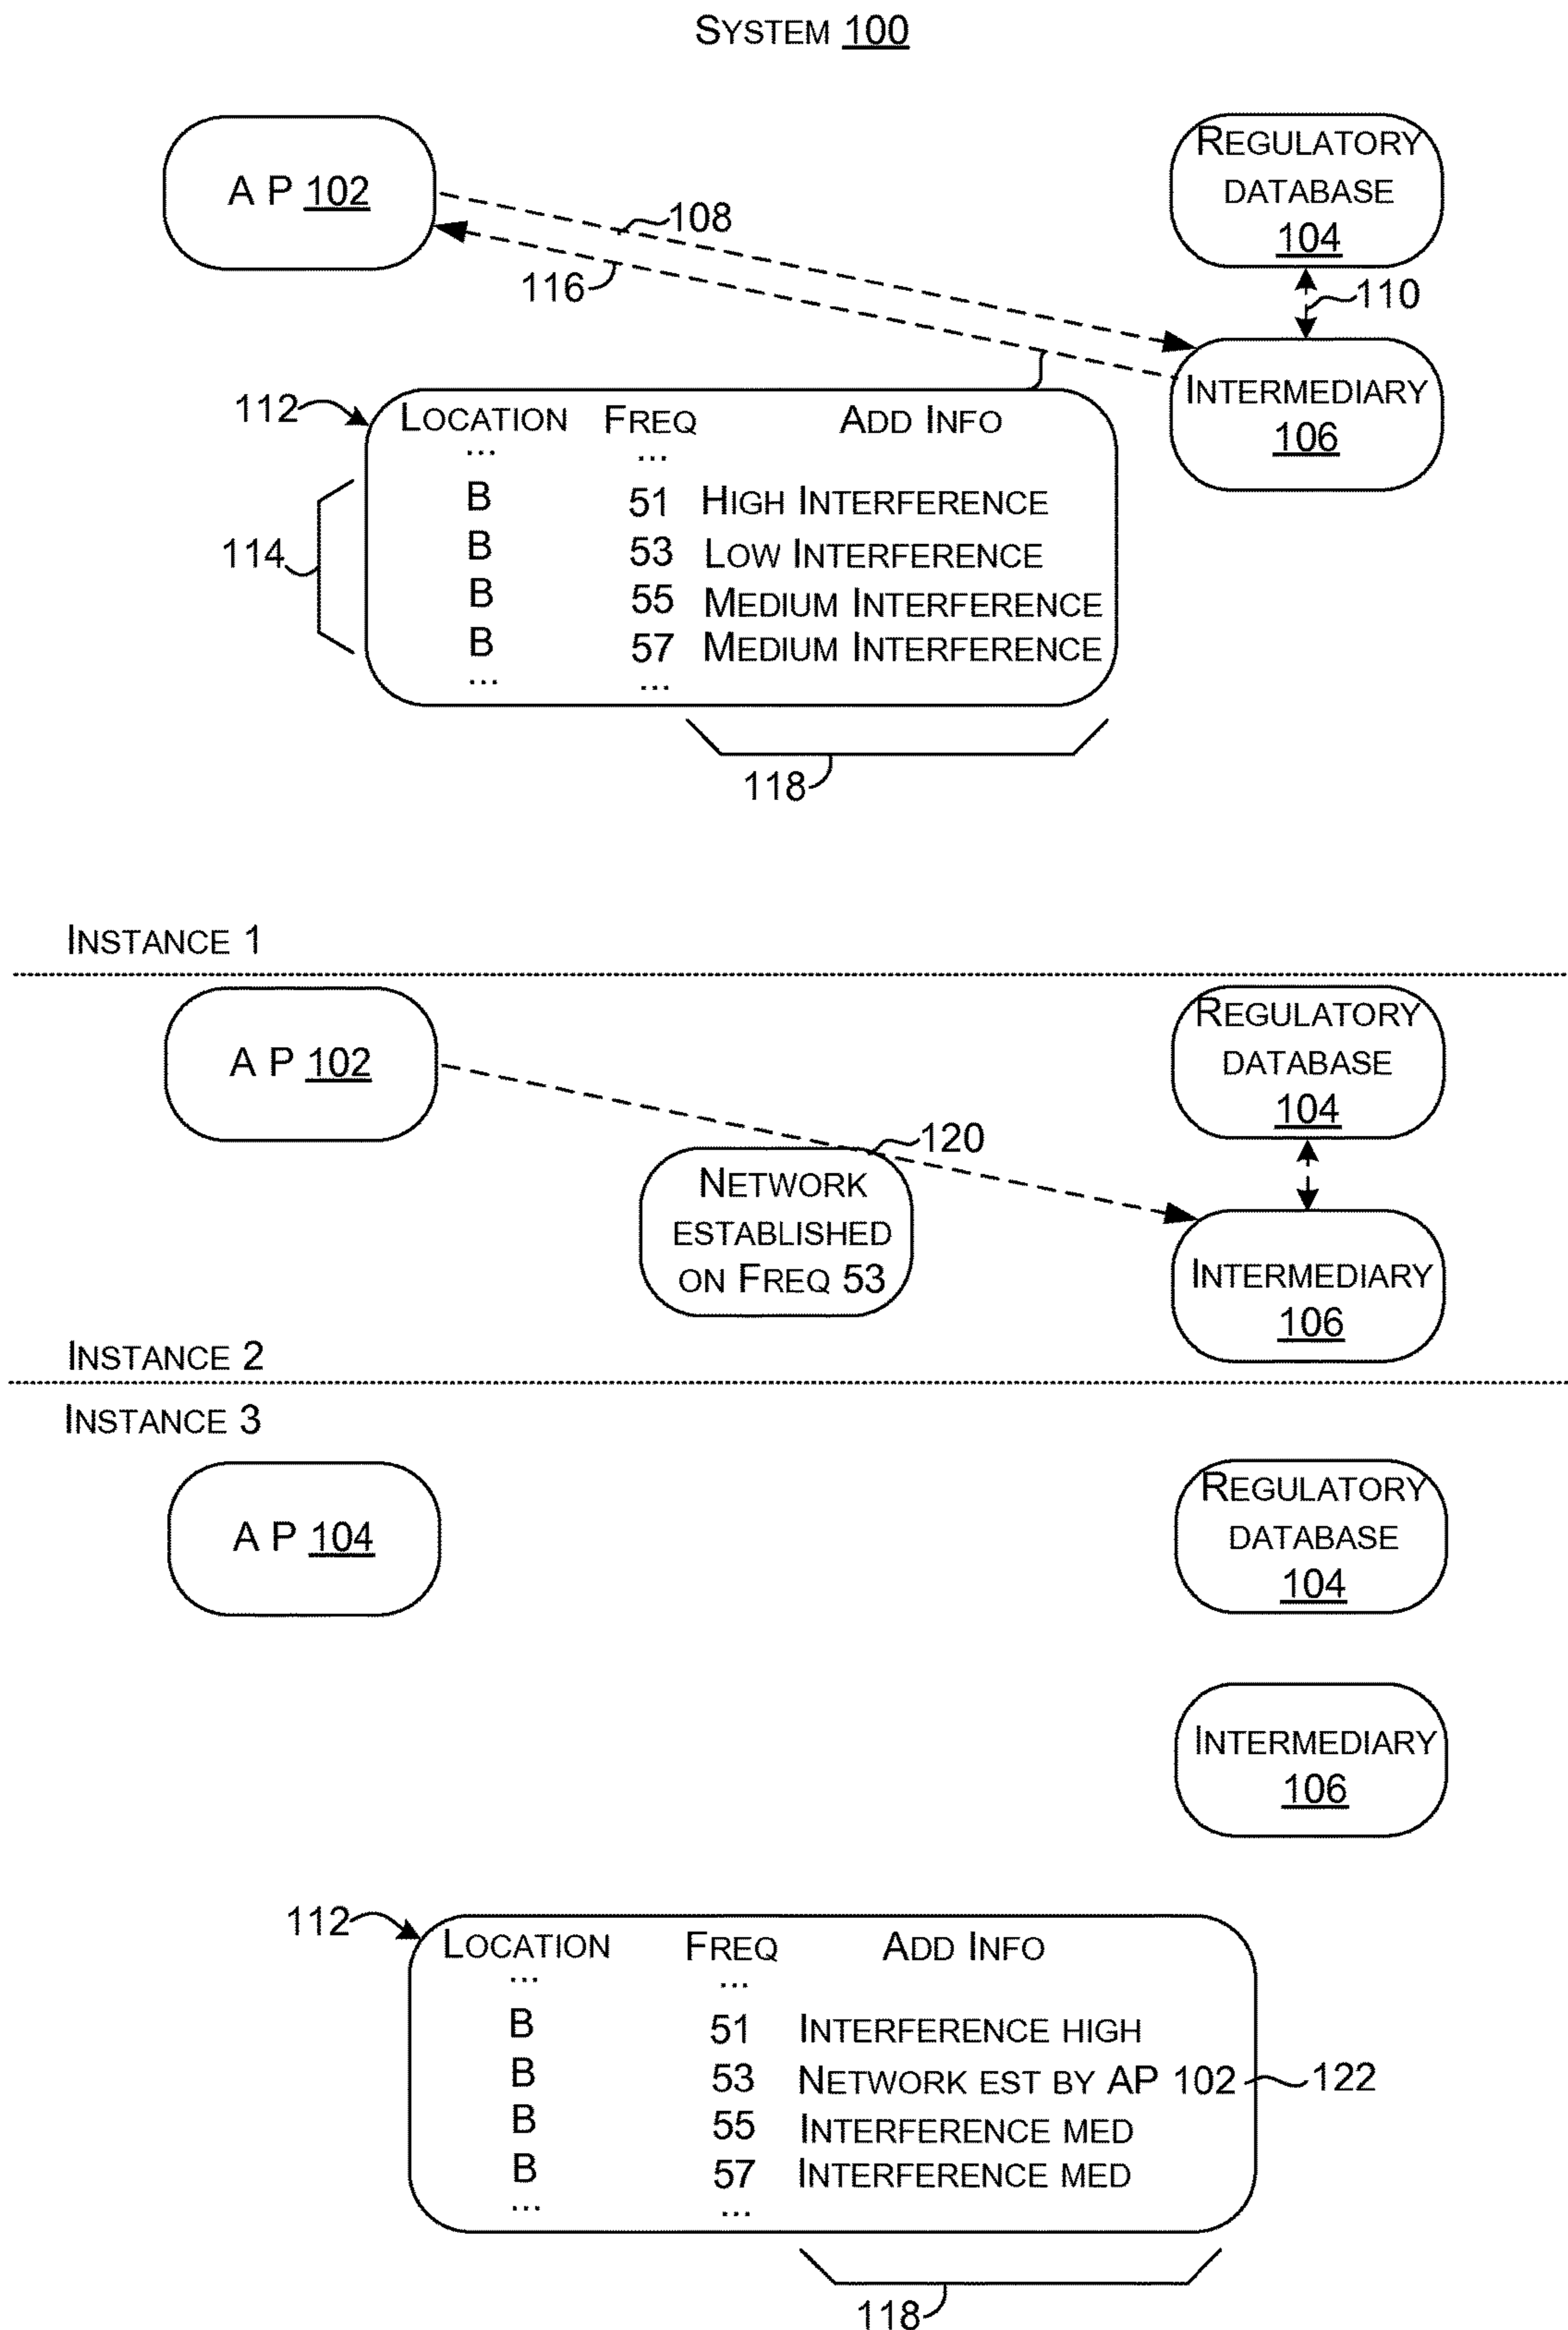 SYSTEM 100
A P 102
REGULATORY
DATABASE
104
108
116
110
INTERMEDIARY
106
112
LOCATION FREQ ADD INFO
... ...
B 51 HIGH INTERFERENCE
B 53 LOW INTERFERENCE
B 55 MEDIUM INTERFERENCE
B 57 MEDIUM INTERFERENCE
... ...
114
118
INSTANCE 1
A P 102
REGULATORY
DATABASE
104
120
NETWORK
ESTABLISHED
ON FREQ 53
INTERMEDIARY
106
INSTANCE 2
INSTANCE 3
A P 104
REGULATORY
DATABASE
104
INTERMEDIARY
106
112
LOCATION FREQ ADD INFO
... ...
B 51 INTERFERENCE HIGH
B 53 NETWORK EST BY AP 102
122
B 55 INTERFERENCE MED
B 57 INTERFERENCE MED
... ...
118